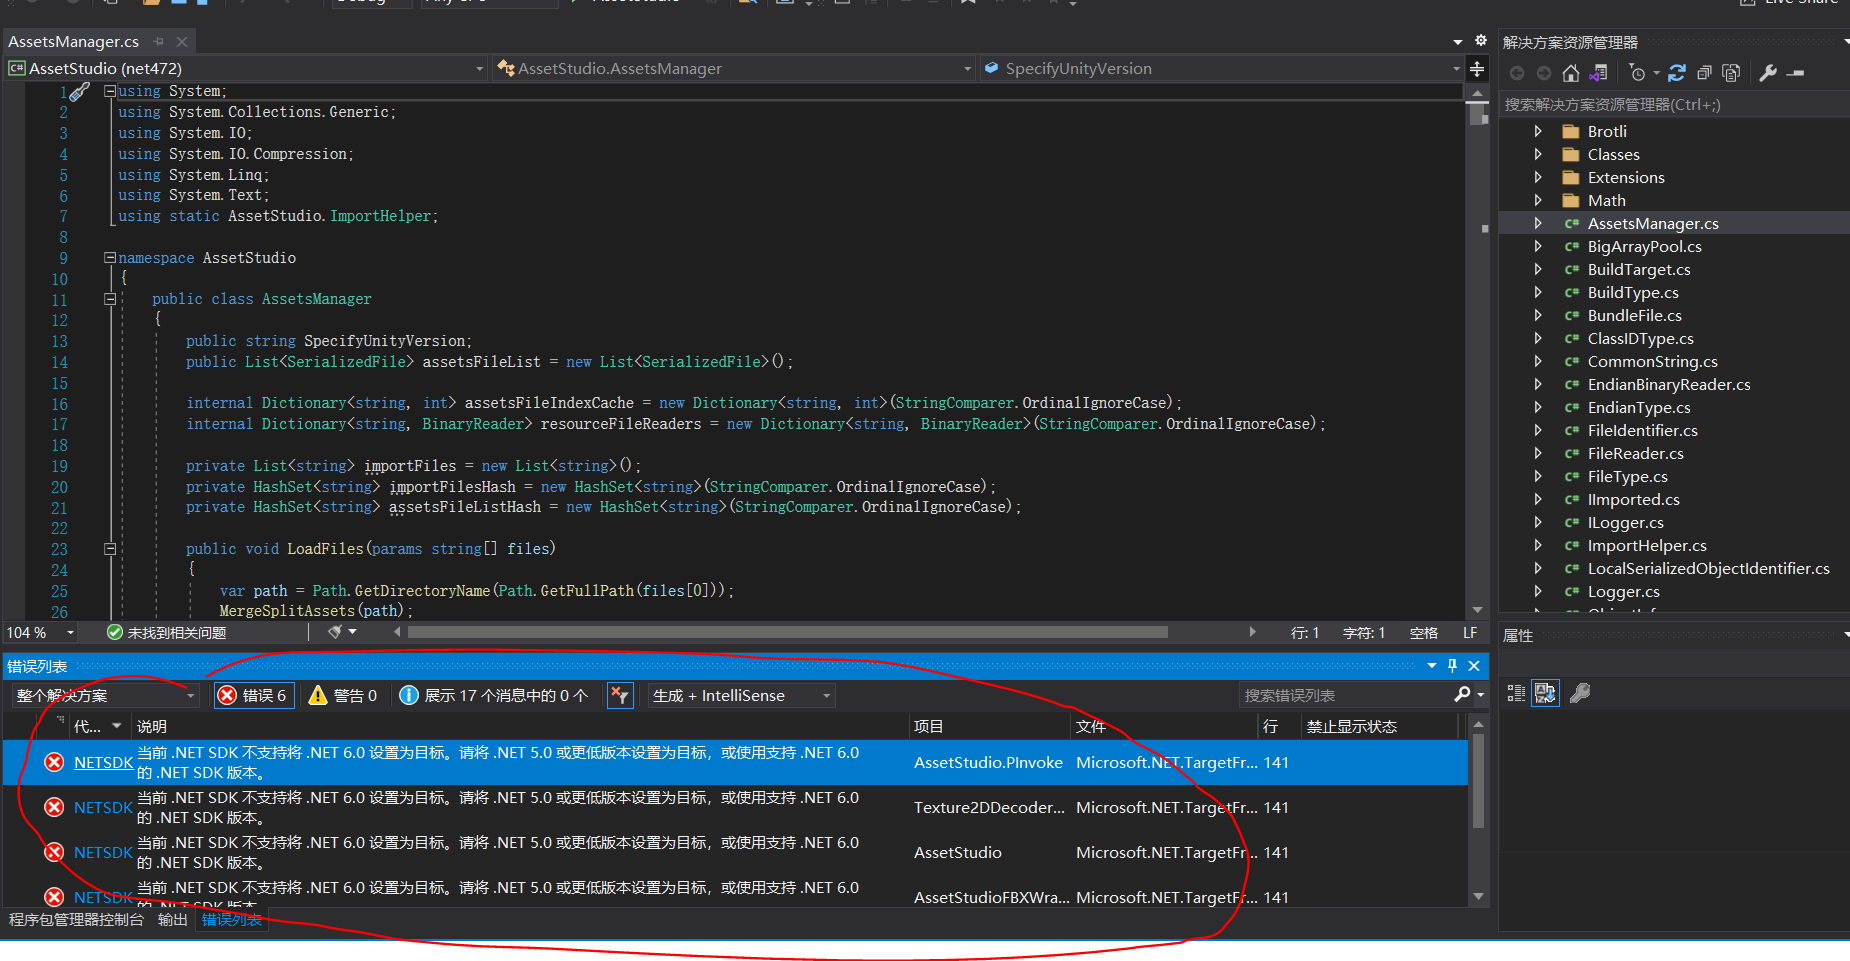 AssetsManager.cs
AssetStudio (net472)
AssetStudio.AssetsManager
SpecifyUnityVersion
1 using System;
2 using System.Collections.Generic;
3 using System.IO;
4 using System.IO.Compression;
5 using System.Linq;
6 using System.Text;
7 using static AssetStudio.ImportHelper;
8
9 namespace AssetStudio
10 {
11 public class AssetsManager
12 {
13 public string SpecifyUnityVersion;
14 public List<SerializedFile> assetsFileList = new List<SerializedFile>();
15
16 internal Dictionary<string, int> assetsFileIndexCache = new Dictionary<string, int>(StringComparer.OrdinalIgnoreCase);
17 internal Dictionary<string, BinaryReader> resourceFileReaders = new Dictionary<string, BinaryReader>(StringComparer.OrdinalIgnoreCase);
18
19 private List<string> importFiles = new List<string>();
20 private HashSet<string> importFilesHash = new HashSet<string>(StringComparer.OrdinalIgnoreCase);
21 private HashSet<string> assetsFileListHash = new HashSet<string>(StringComparer.OrdinalIgnoreCase);
22
23 public void LoadFiles(params string[] files)
24 {
25 var path = Path.GetDirectoryName(Path.GetFullPath(files[0]));
26 MergeSplitAssets(path);
104 %
未找到相关问题
行: 1 字符: 1 空格 LF
错误列表
整个解决方案
错误 6
警告 0
展示 17 个消息中的 0 个
生成 + IntelliSense
搜索错误列表
代... 说明 项目 文件 行 禁止显示状态
NETSDK 当前 .NET SDK 不支持将 .NET 6.0 设置为目标。请将 .NET 5.0 或更低版本设置为目标，或使用支持 .NET 6.0
的 .NET SDK 版本。
AssetStudio.PInvoke Microsoft.NET.TargetFr... 141
NETSDK 当前 .NET SDK 不支持将 .NET 6.0 设置为目标。请将 .NET 5.0 或更低版本设置为目标，或使用支持 .NET 6.0
的 .NET SDK 版本。
Texture2DDecoder... Microsoft.NET.TargetFr... 141
NETSDK 当前 .NET SDK 不支持将 .NET 6.0 设置为目标。请将 .NET 5.0 或更低版本设置为目标，或使用支持 .NET 6.0
的 .NET SDK 版本。
AssetStudio Microsoft.NET.TargetFr... 141
NETSDK 当前 .NET SDK 不支持将 .NET 6.0 设置为目标。请将 .NET 5.0 或更低版本设置为目标，或使用支持 .NET 6.0
AssetStudioFBXWra... Microsoft.NET.TargetFr... 141
程序包管理器控制台 输出 错误列表
解决方案资源管理器
搜索解决方案资源管理器(Ctrl+;)
Brotli
Classes
Extensions
Math
C# AssetsManager.cs
C# BigArrayPool.cs
C# BuildTarget.cs
C# BuildType.cs
C# BundleFile.cs
C# ClassIDType.cs
C# CommonString.cs
C# EndianBinaryReader.cs
C# EndianType.cs
C# FileIdentifier.cs
C# FileReader.cs
C# FileType.cs
C# IImported.cs
C# ILogger.cs
C# ImportHelper.cs
C# LocalSerializedObjectIdentifier.cs
C# Logger.cs
属性